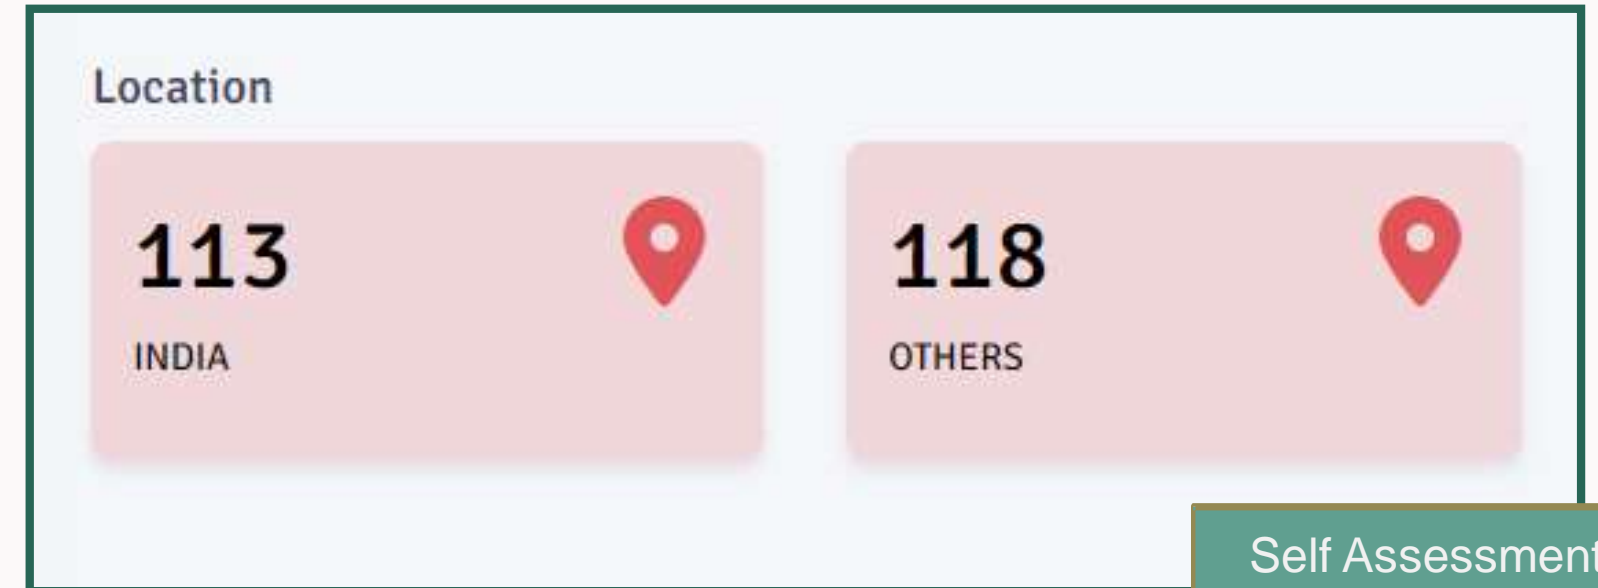 Location
113
INDIA
118
OTHERS
Self Assessment